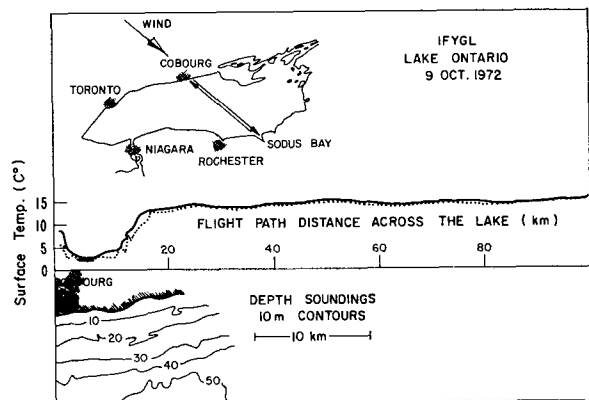 WIND
IFYGL
LAKE ONTARIO
9 OCT. 1972
COBOURG
TORONTO
NIAGARA
ROCHESTER
SODUS BAY
Surface Temp. (C°)
15
10
5
0
FLIGHT PATH DISTANCE ACROSS THE LAKE (km)
20
40
60
80
OURG
DEPTH SOUNDINGS
10 m CONTOURS
10 km
10
20
30
40
50